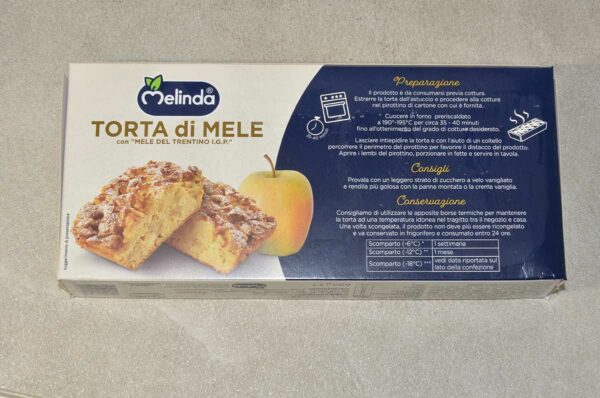 Melinda
TORTA di MELE
con "MELE DEL TRENTINO I.G.P."
suggerimento di presentazione
Preparazione
Il prodotto è da consumarsi previa cottura.
Estrarre la torta dall'astuccio e procedere alla cottura
nel pirottino di cartone con cui è fornita.
* Cuocere in forno preriscaldato
a 190°-195°C per circa 35 - 40 minuti
fino all'ottenimento del grado di cottura desiderato.
Lasciare intiepidire la torta e con l'aiuto di un coltello
percorrere il perimetro del pirottino per favorire il distacco del prodotto.
Aprire i lembi del pirottino, porzionare in fette e servire in tavola.
Consigli
Provala con un leggero strato di zucchero a velo vanigliato
e rendila più golosa con la panna montata o la crema vaniglia.
Conservazione
Consigliamo di utilizzare le apposite borse termiche per mantenere
la torta ad una temperatura idonea nel tragitto tra il negozio e casa.
Una volta scongelata, il prodotto non deve più essere ricongelato
e va conservato in frigorifero e consumato entro 24 ore.
Scomparto (-6°C) * 1 settimana
Scomparto (-12°C) ** 1 mese
Scomparto (-18°C) *** vedi data riportata sul
lato della confezione